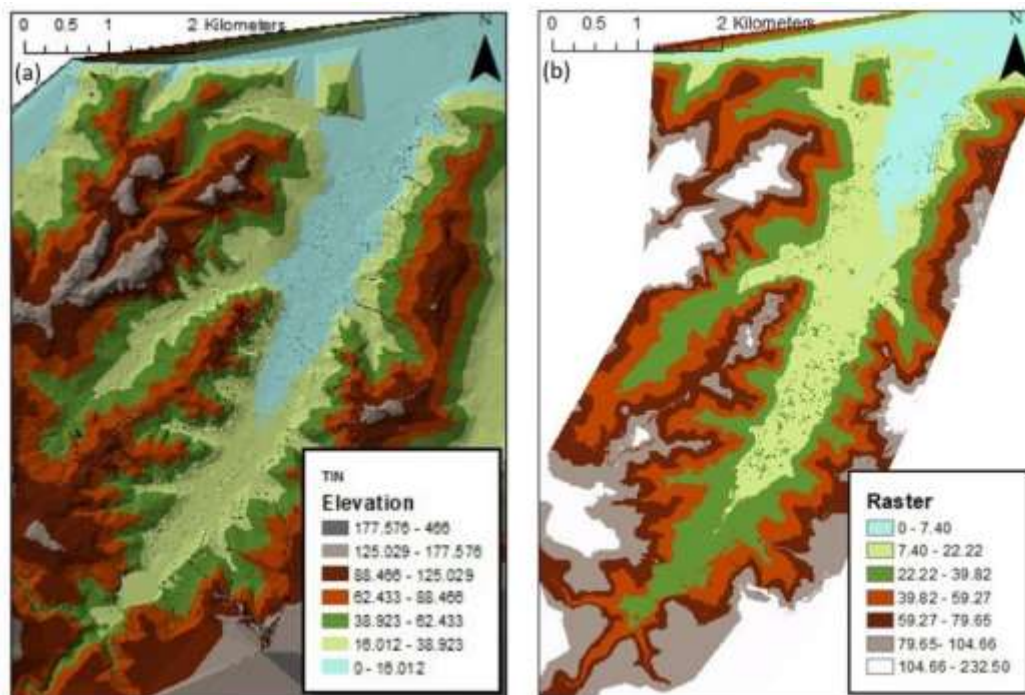 0 0.5 1 2 Kilometers
N
(a)
TIN
Elevation
177.576 - 466
125.029 - 177.576
88.466 - 125.029
62.433 - 88.466
38.923 - 62.433
16.012 - 38.923
0 - 16.012
0 0.5 1 2 Kilometers
N
(b)
Raster
0 - 7.40
7.40 - 22.22
22.22 - 39.82
39.82 - 59.27
59.27 - 79.65
79.65- 104.66
104.66 - 232.50